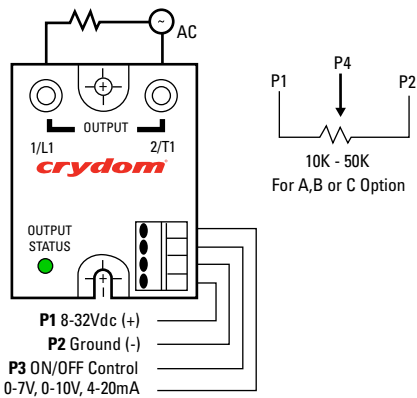 ~
AC
OUTPUT
1/L1
2/T1
crydom
OUTPUT
STATUS
P1 8-32Vdc (+)
P2 Ground (-)
P3 ON/OFF Control
0-7V, 0-10V, 4-20mA
P4
P1
P2
10K - 50K
For A,B or C Option